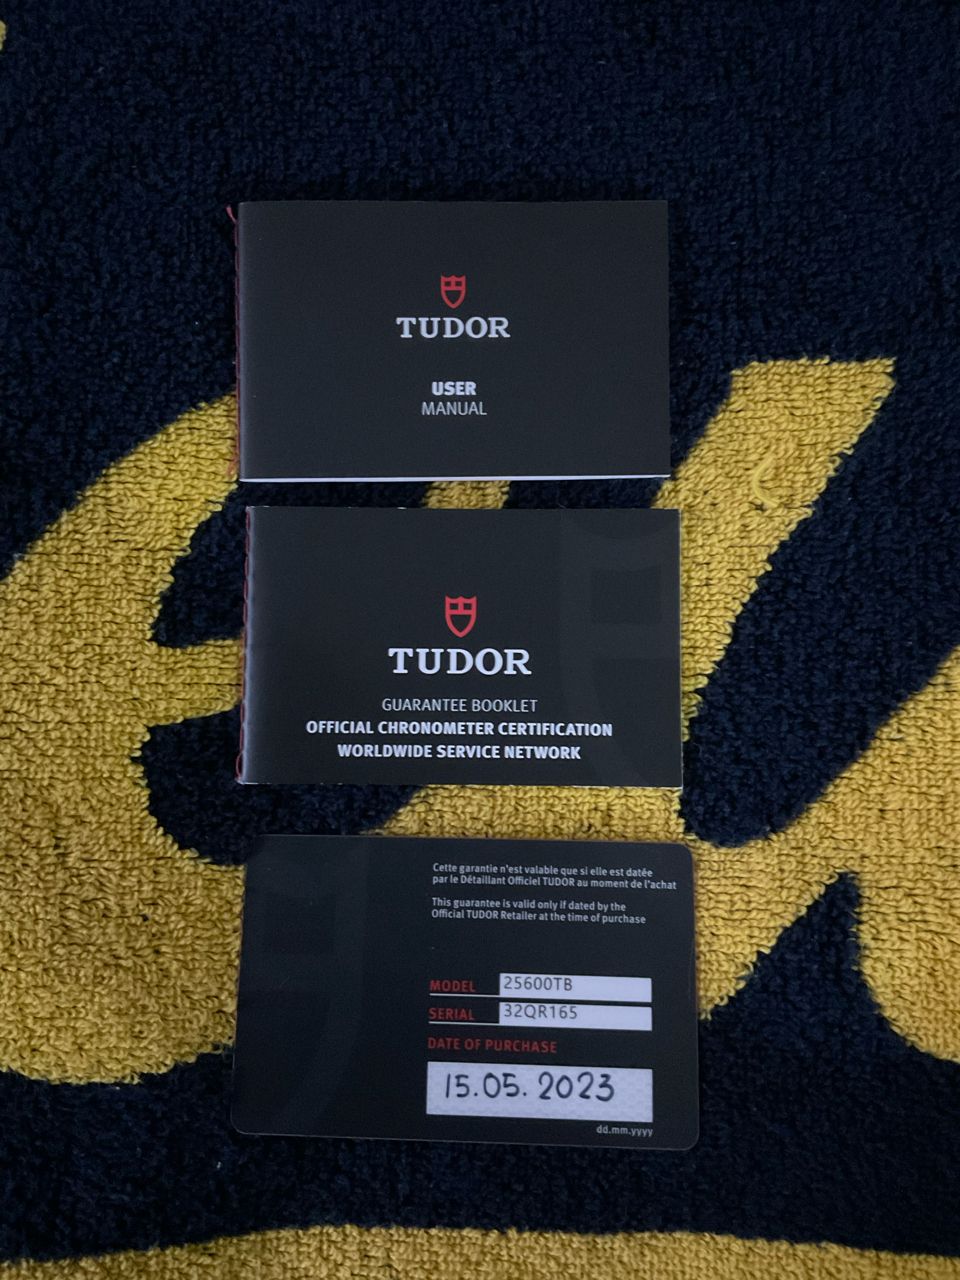 TUDOR
USER
MANUAL
TUDOR
GUARANTEE BOOKLET
OFFICIAL CHRONOMETER CERTIFICATION
WORLDWIDE SERVICE NETWORK
Cette garantie n'est valable que si elle est datée
par le Détaillant Officiel TUDOR au moment de l'achat
This guarantee is valid only if dated by the
Official TUDOR Retailer at the time of purchase
MODEL 25600TB
SERIAL 32QR165
DATE OF PURCHASE
15.05.2023
dd.mm.yyyy